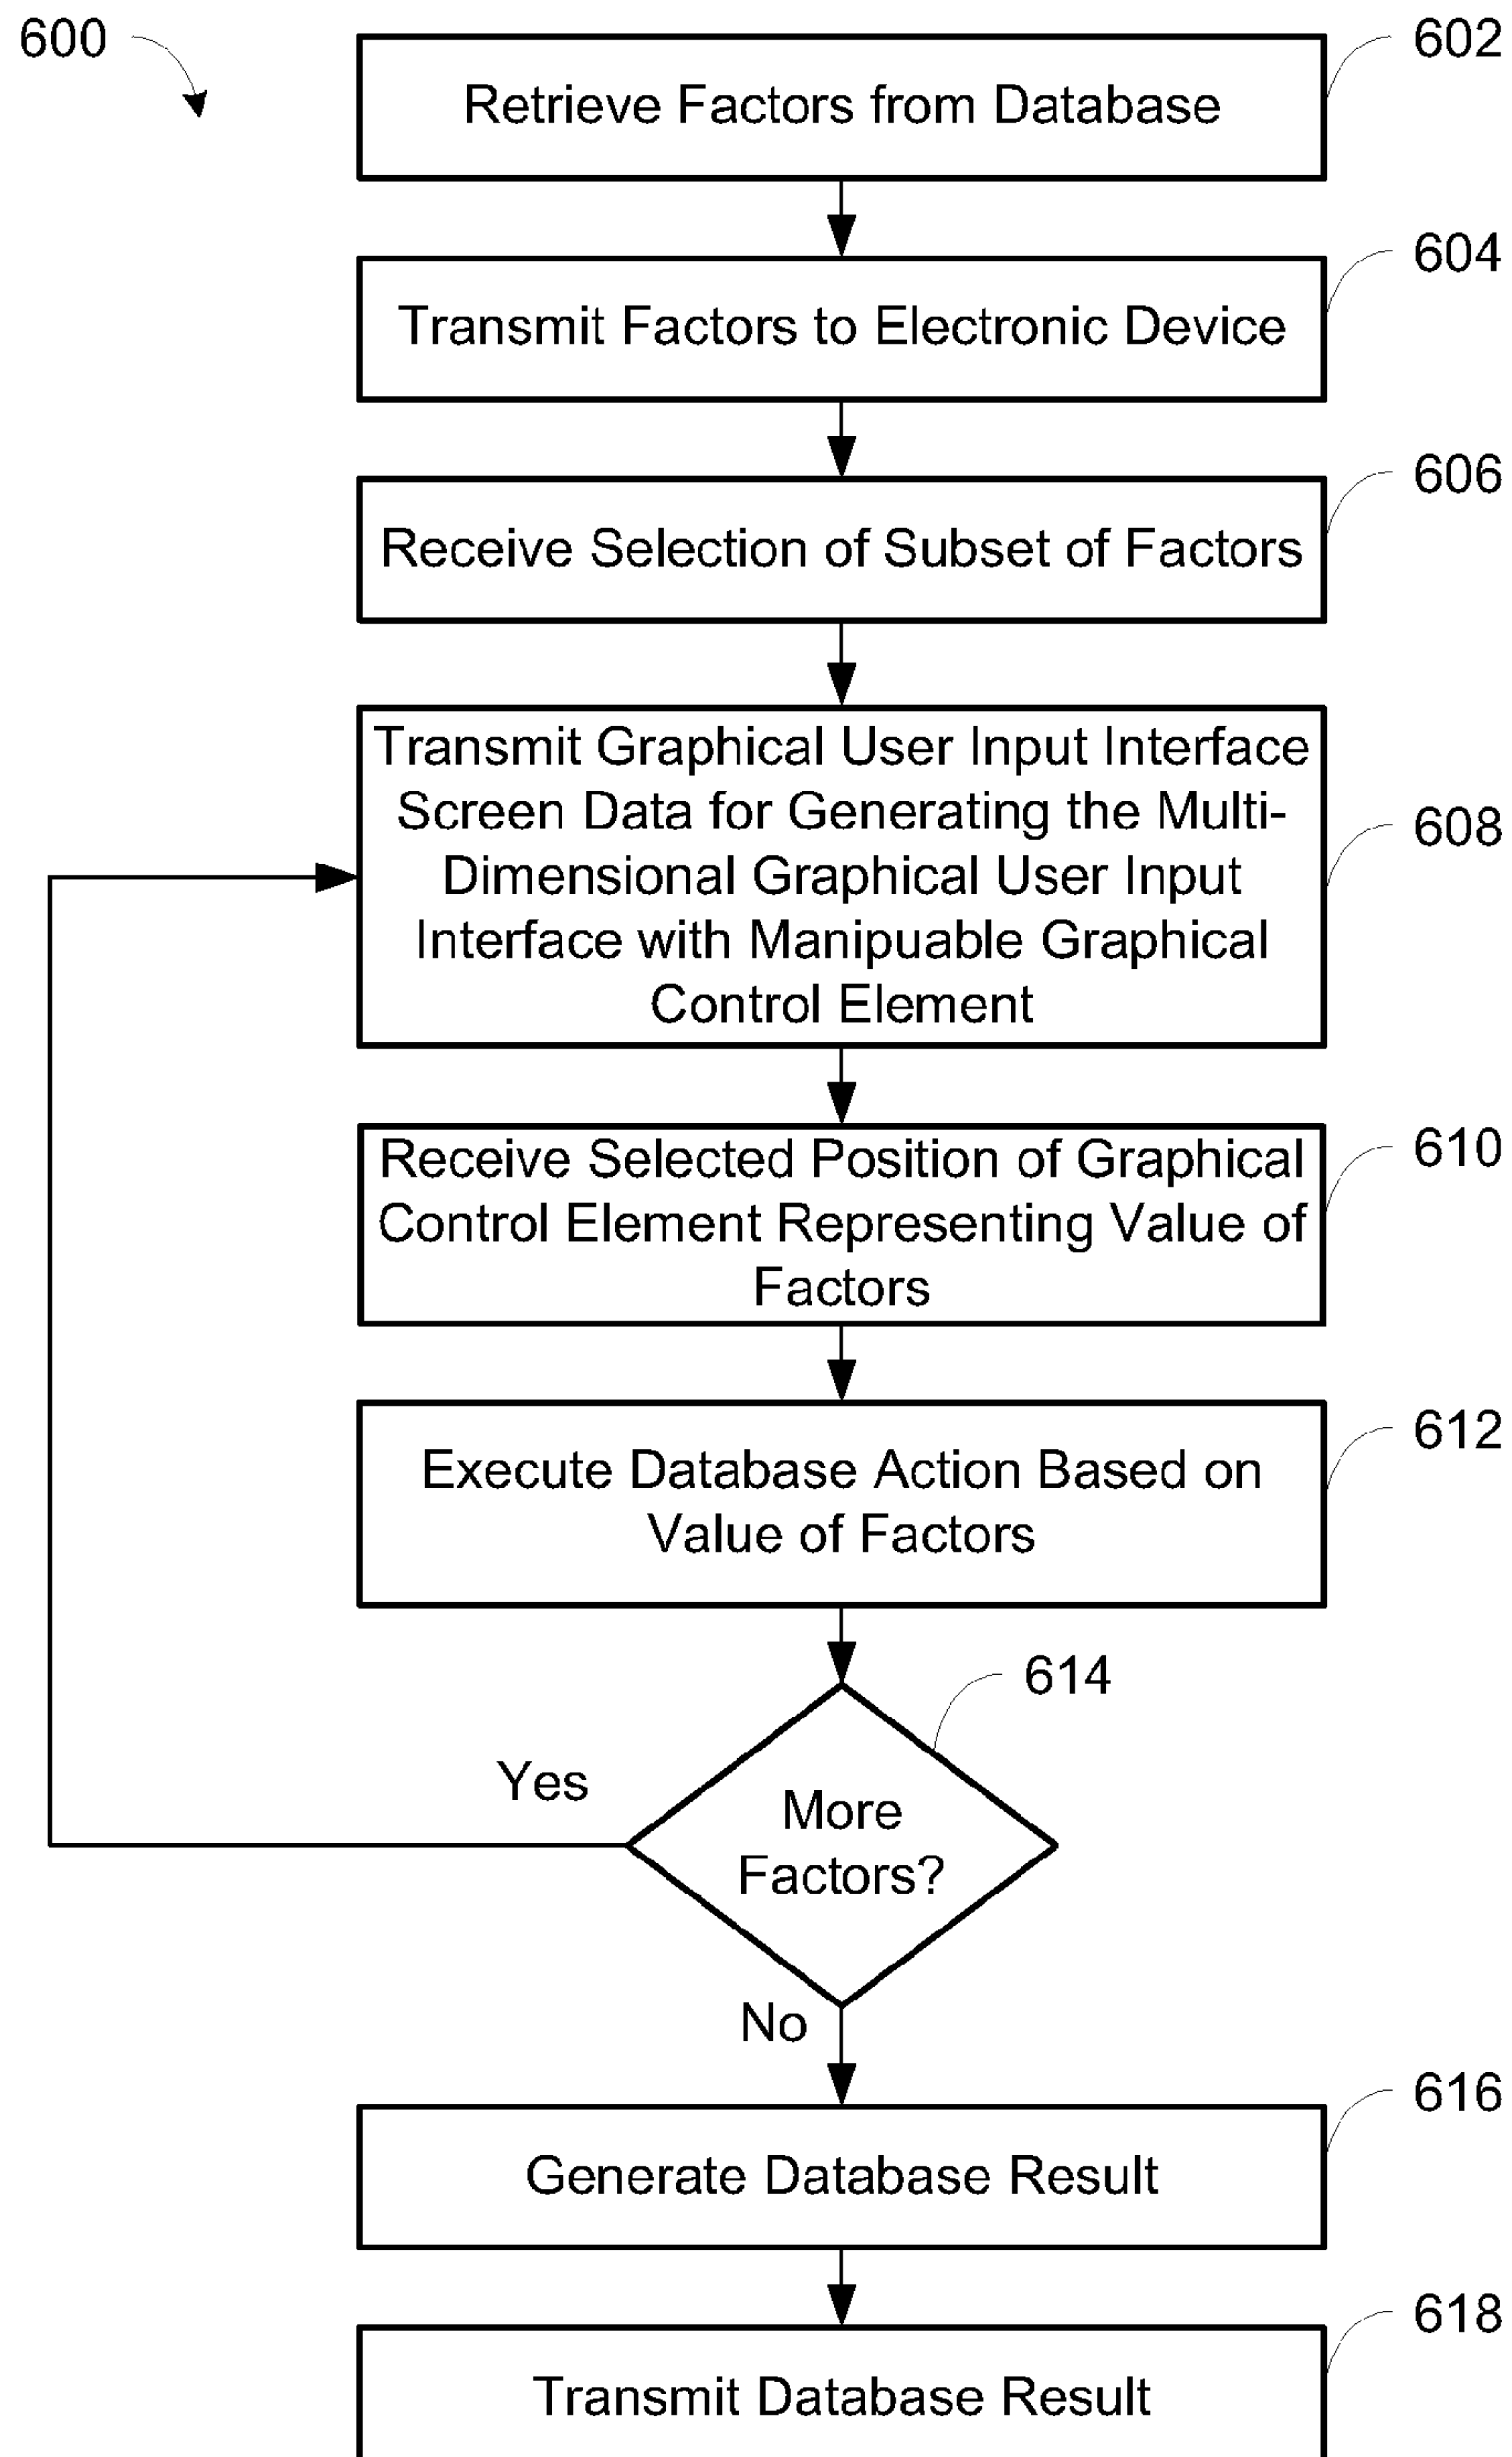 600
602
Retrieve Factors from Database
604
Transmit Factors to Electronic Device
606
Receive Selection of Subset of Factors
Transmit Graphical User Input Interface
Screen Data for Generating the Multi-
608
Dimensional Graphical User Input
Interface with Manipuable Graphical
Control Element
610
Receive Selected Position of Graphical
Control Element Representing Value of
Factors
612
Execute Database Action Based on
Value of Factors
614
Yes
More
Factors?
No
616
Generate Database Result
618
Transmit Database Result